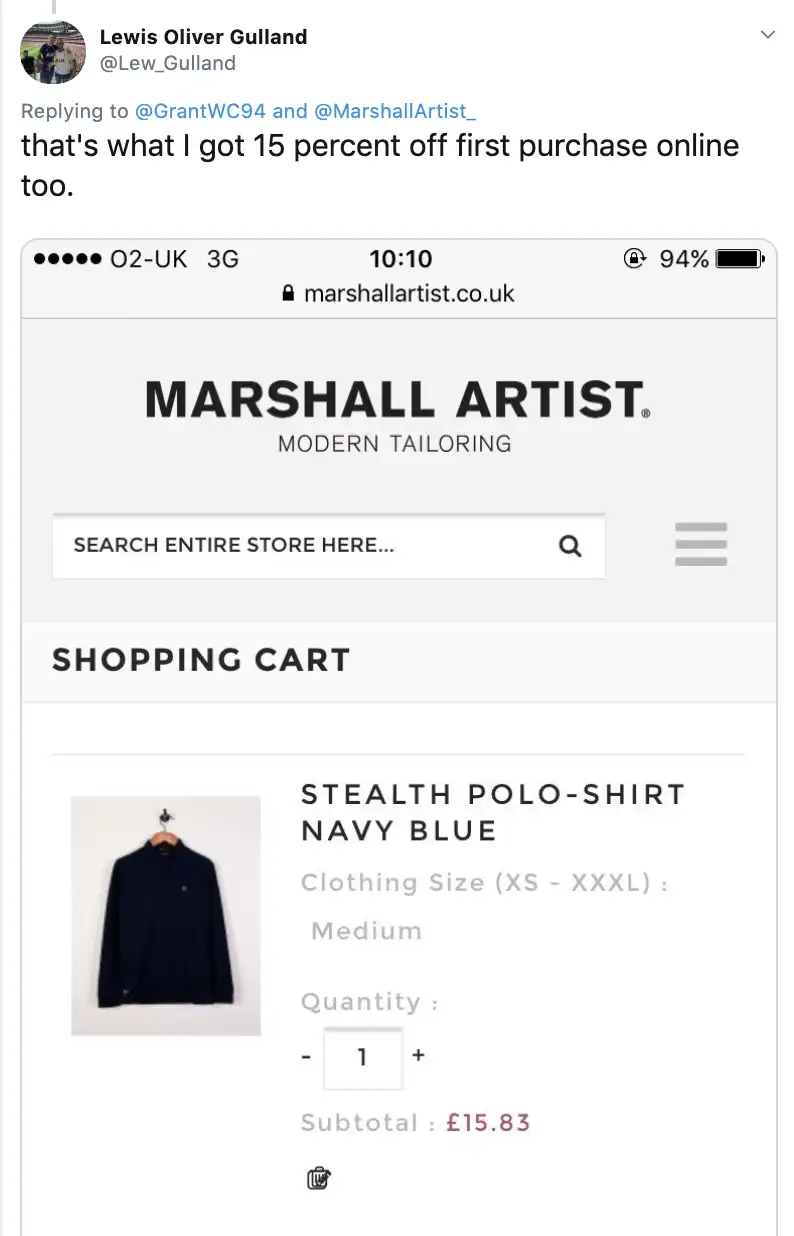 Lewis Oliver Gulland
@Lew_Gulland
Replying to @GrantWC94 and @MarshallArtist_
that's what I got 15 percent off first purchase online
too.
O2-UK 3G 10:10 94%
marshallartist.co.uk
MARSHALL ARTIST®
MODERN TAILORING
SEARCH ENTIRE STORE HERE...
SHOPPING CART
STEALTH POLO-SHIRT
NAVY BLUE
Clothing Size (XS - XXXL) :
Medium
Quantity :
- 1 +
Subtotal : £15.83